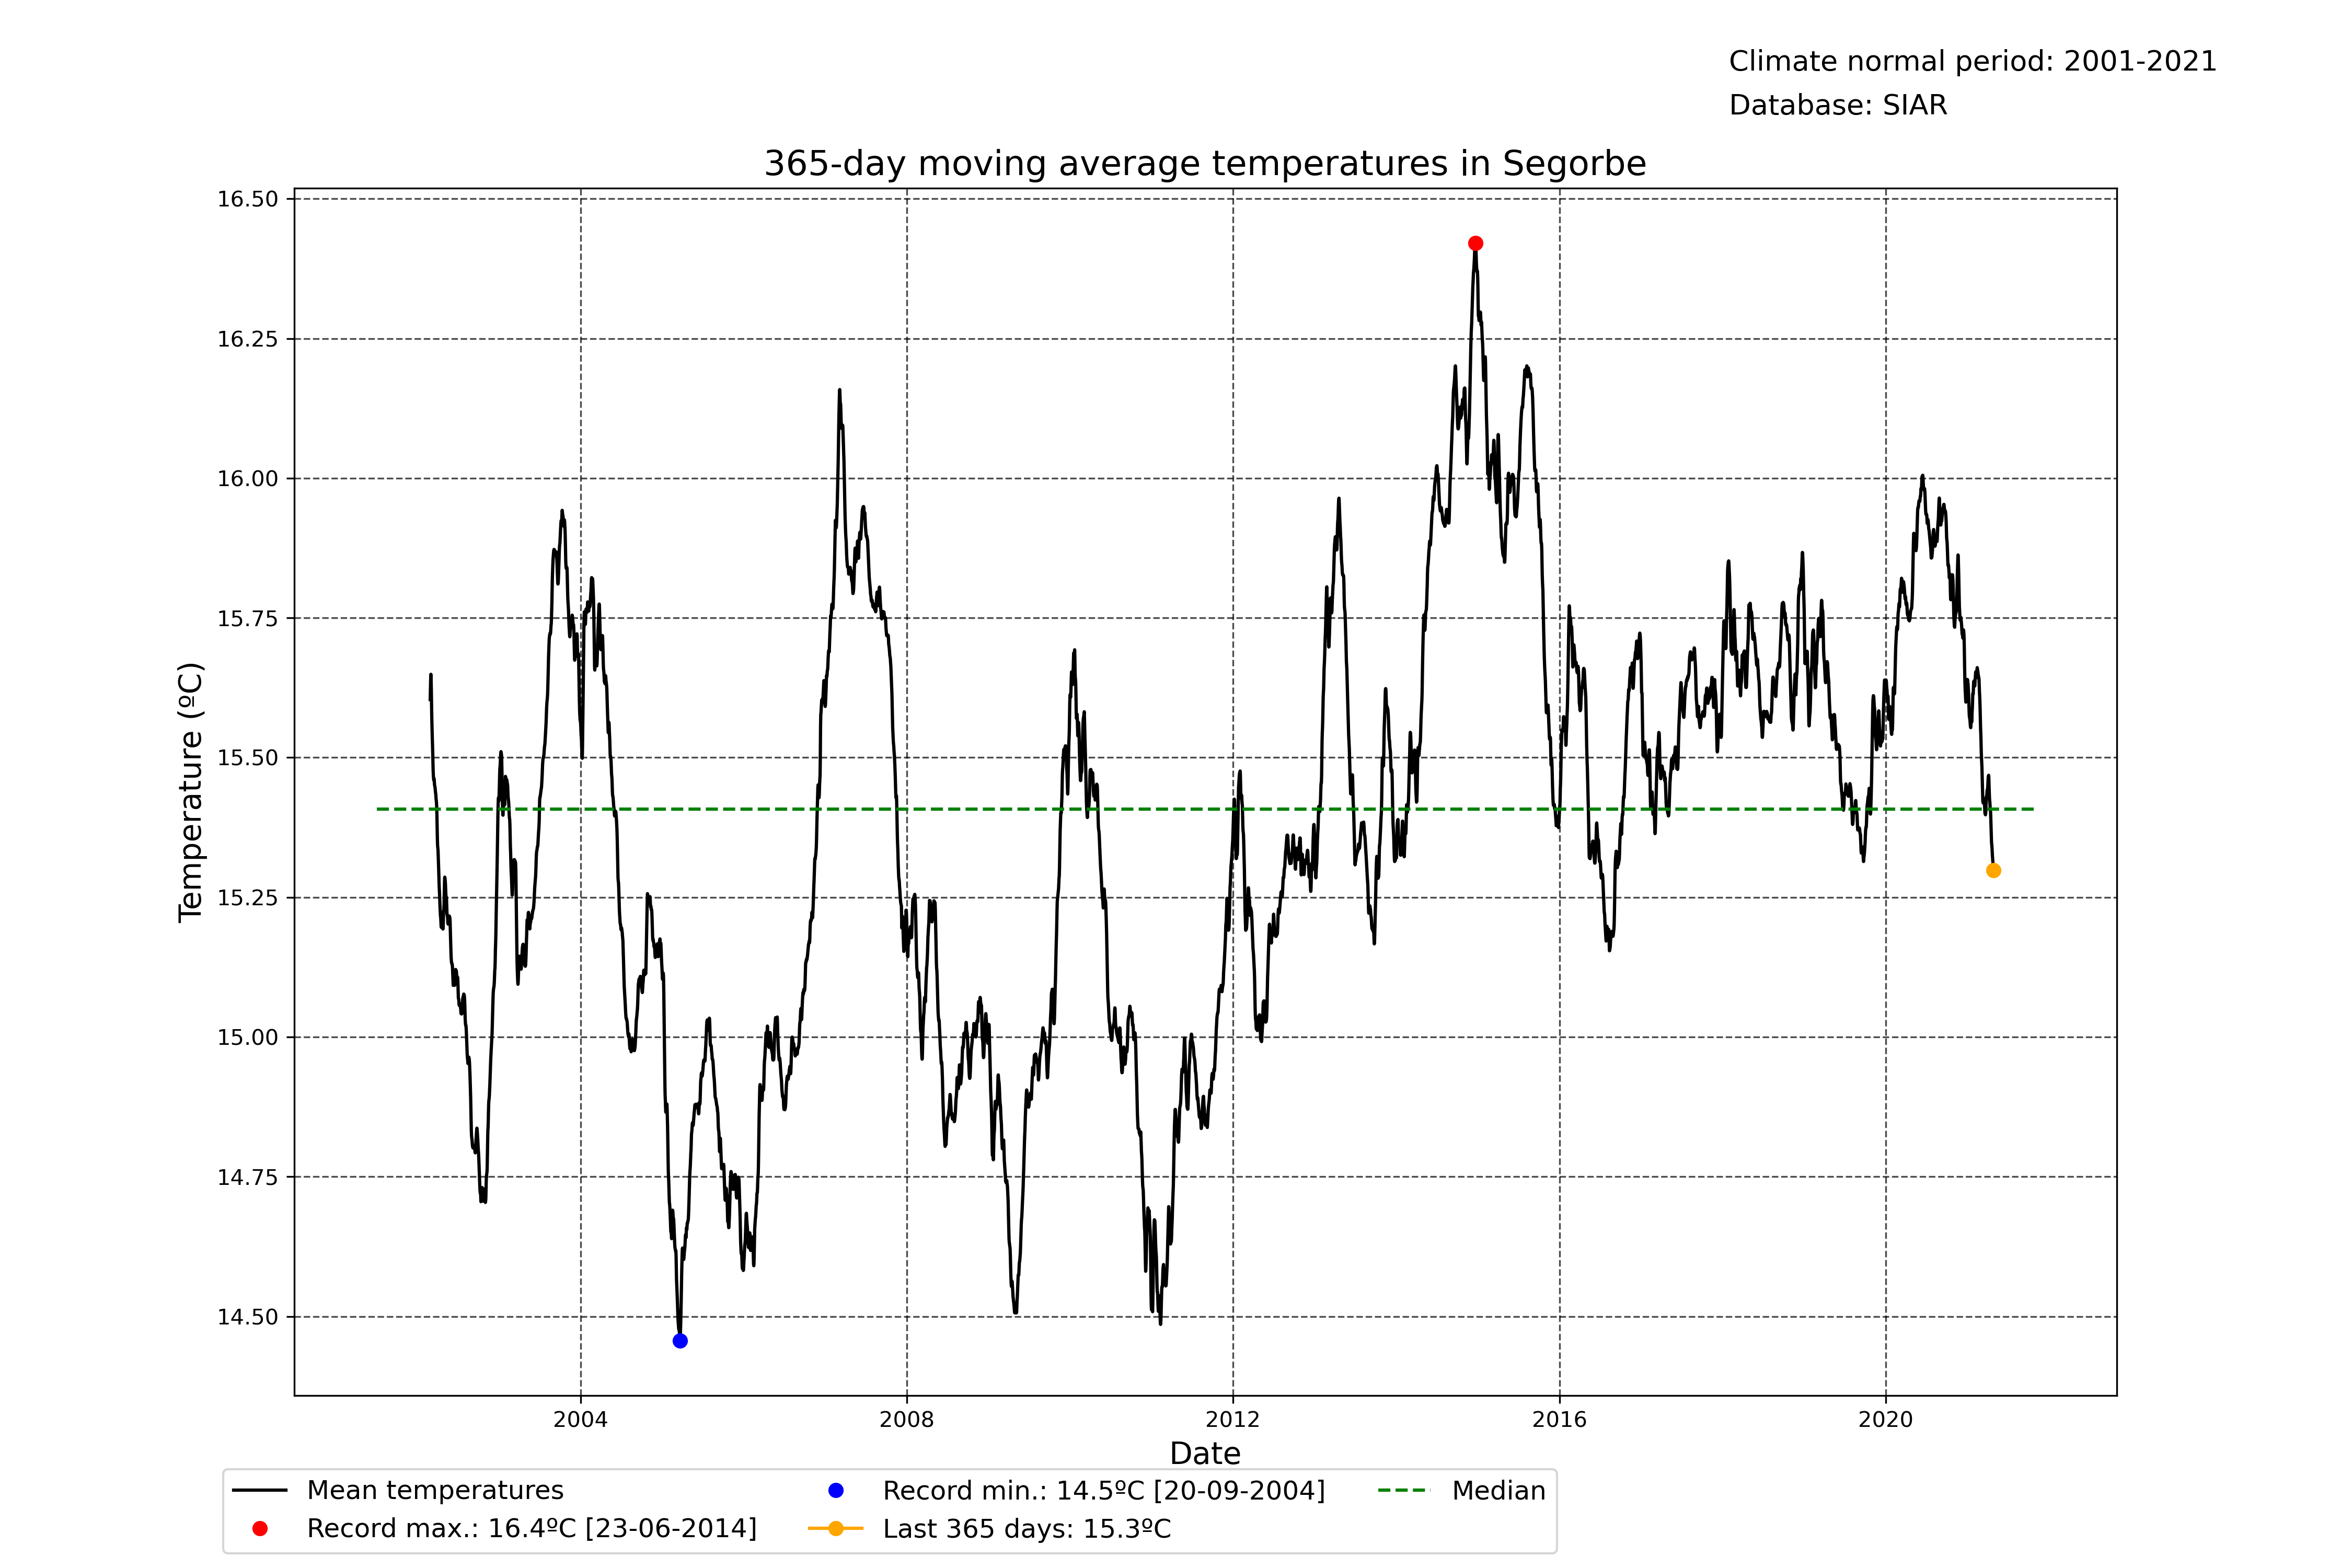 Climate normal period: 2001-2021
Database: SIAR
365-day moving average temperatures in Segorbe
16.50
16.25
16.00
15.75
15.50
15.25
15.00
14.75
14.50
Temperature (ºC)
2004 2008 2012 2016 2020
Date
Mean temperatures
Record max.: 16.4ºC [23-06-2014]
Record min.: 14.5ºC [20-09-2004]
Last 365 days: 15.3ºC
Median